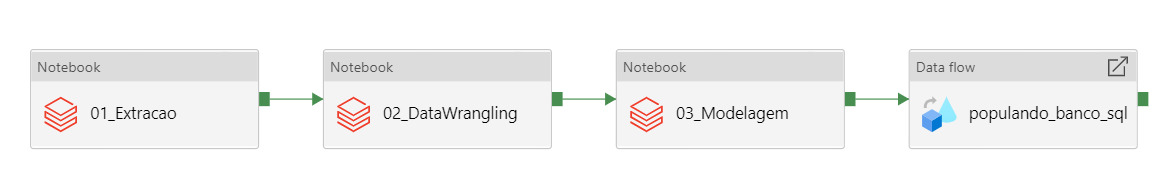 Notebook
01_Extracao
Notebook
02_DataWrangling
Notebook
03_Modelagem
Data flow
populando_banco_sql